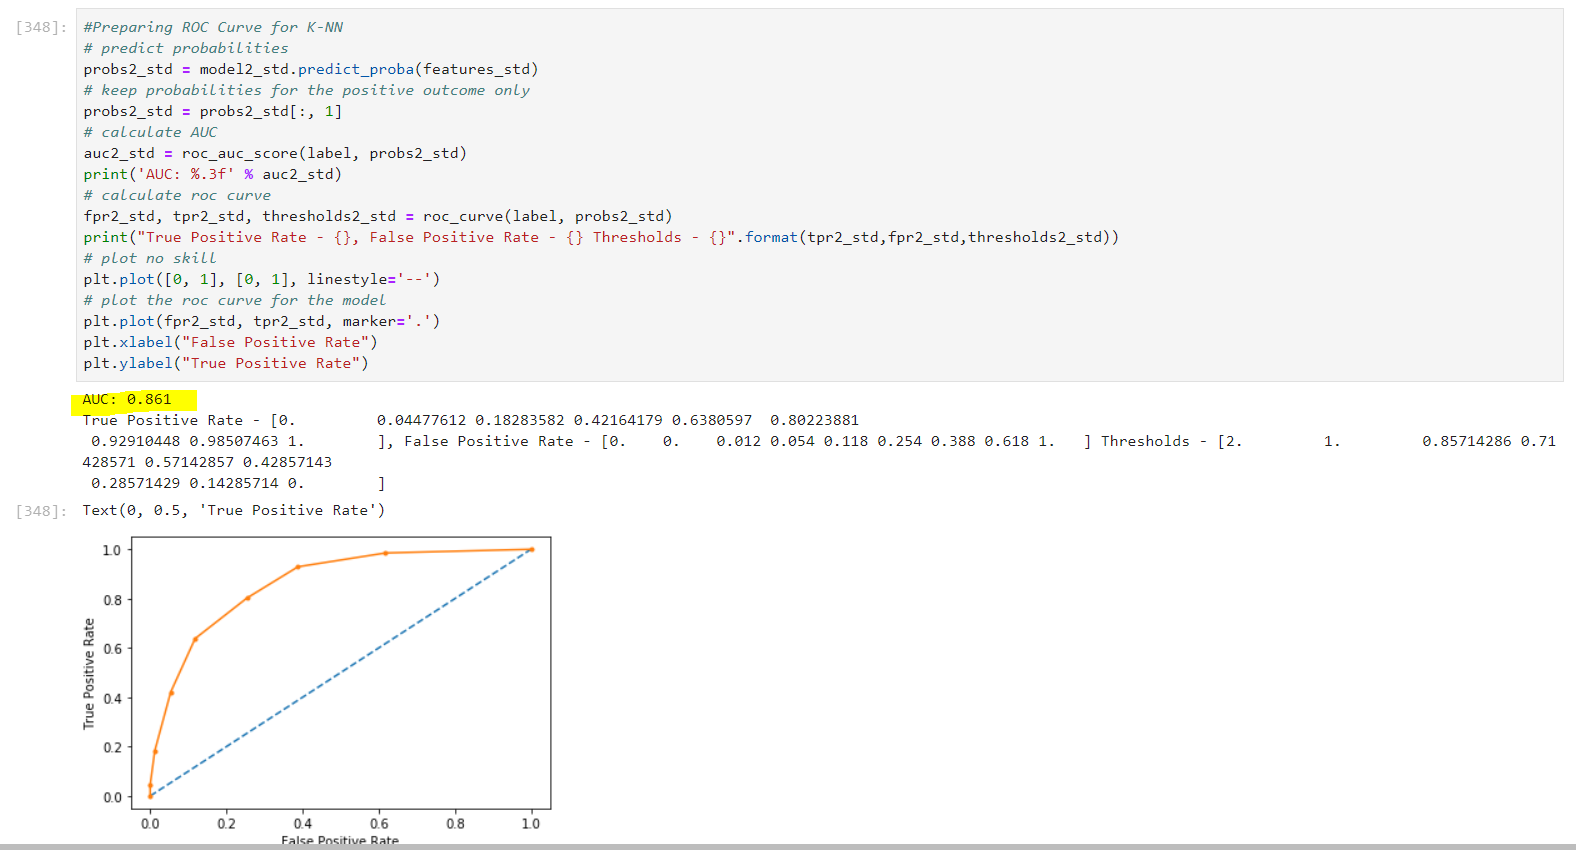 [348]: #Preparing ROC Curve for K-NN
# predict probabilities
probs2_std = model2_std.predict_proba(features_std)
# keep probabilities for the positive outcome only
probs2_std = probs2_std[:, 1]
# calculate AUC
auc2_std = roc_auc_score(label, probs2_std)
print('AUC: %.3f' % auc2_std)
# calculate roc curve
fpr2_std, tpr2_std, thresholds2_std = roc_curve(label, probs2_std)
print("True Positive Rate - {}, False Positive Rate - {} Thresholds - {}".format(tpr2_std,fpr2_std,thresholds2_std))
# plot no skill
plt.plot([0, 1], [0, 1], linestyle='--')
# plot the roc curve for the model
plt.plot(fpr2_std, tpr2_std, marker='.')
plt.xlabel("False Positive Rate")
plt.ylabel("True Positive Rate")
AUC: 0.861
True Positive Rate - [0.         0.04477612 0.18283582 0.42164179 0.6380597  0.80223881
 0.92910448 0.98507463 1.        ], False Positive Rate - [0.    0.    0.012 0.054 0.118 0.254 0.388 0.618 1.   ] Thresholds - [2.         1.         0.85714286 0.71
428571 0.57142857 0.42857143
 0.28571429 0.14285714 0.        ]
[348]: Text(0, 0.5, 'True Positive Rate')
1.0
0.8
0.6
0.4
0.2
0.0
True Positive Rate
0.0 0.2 0.4 0.6 0.8 1.0
False Positive Rate